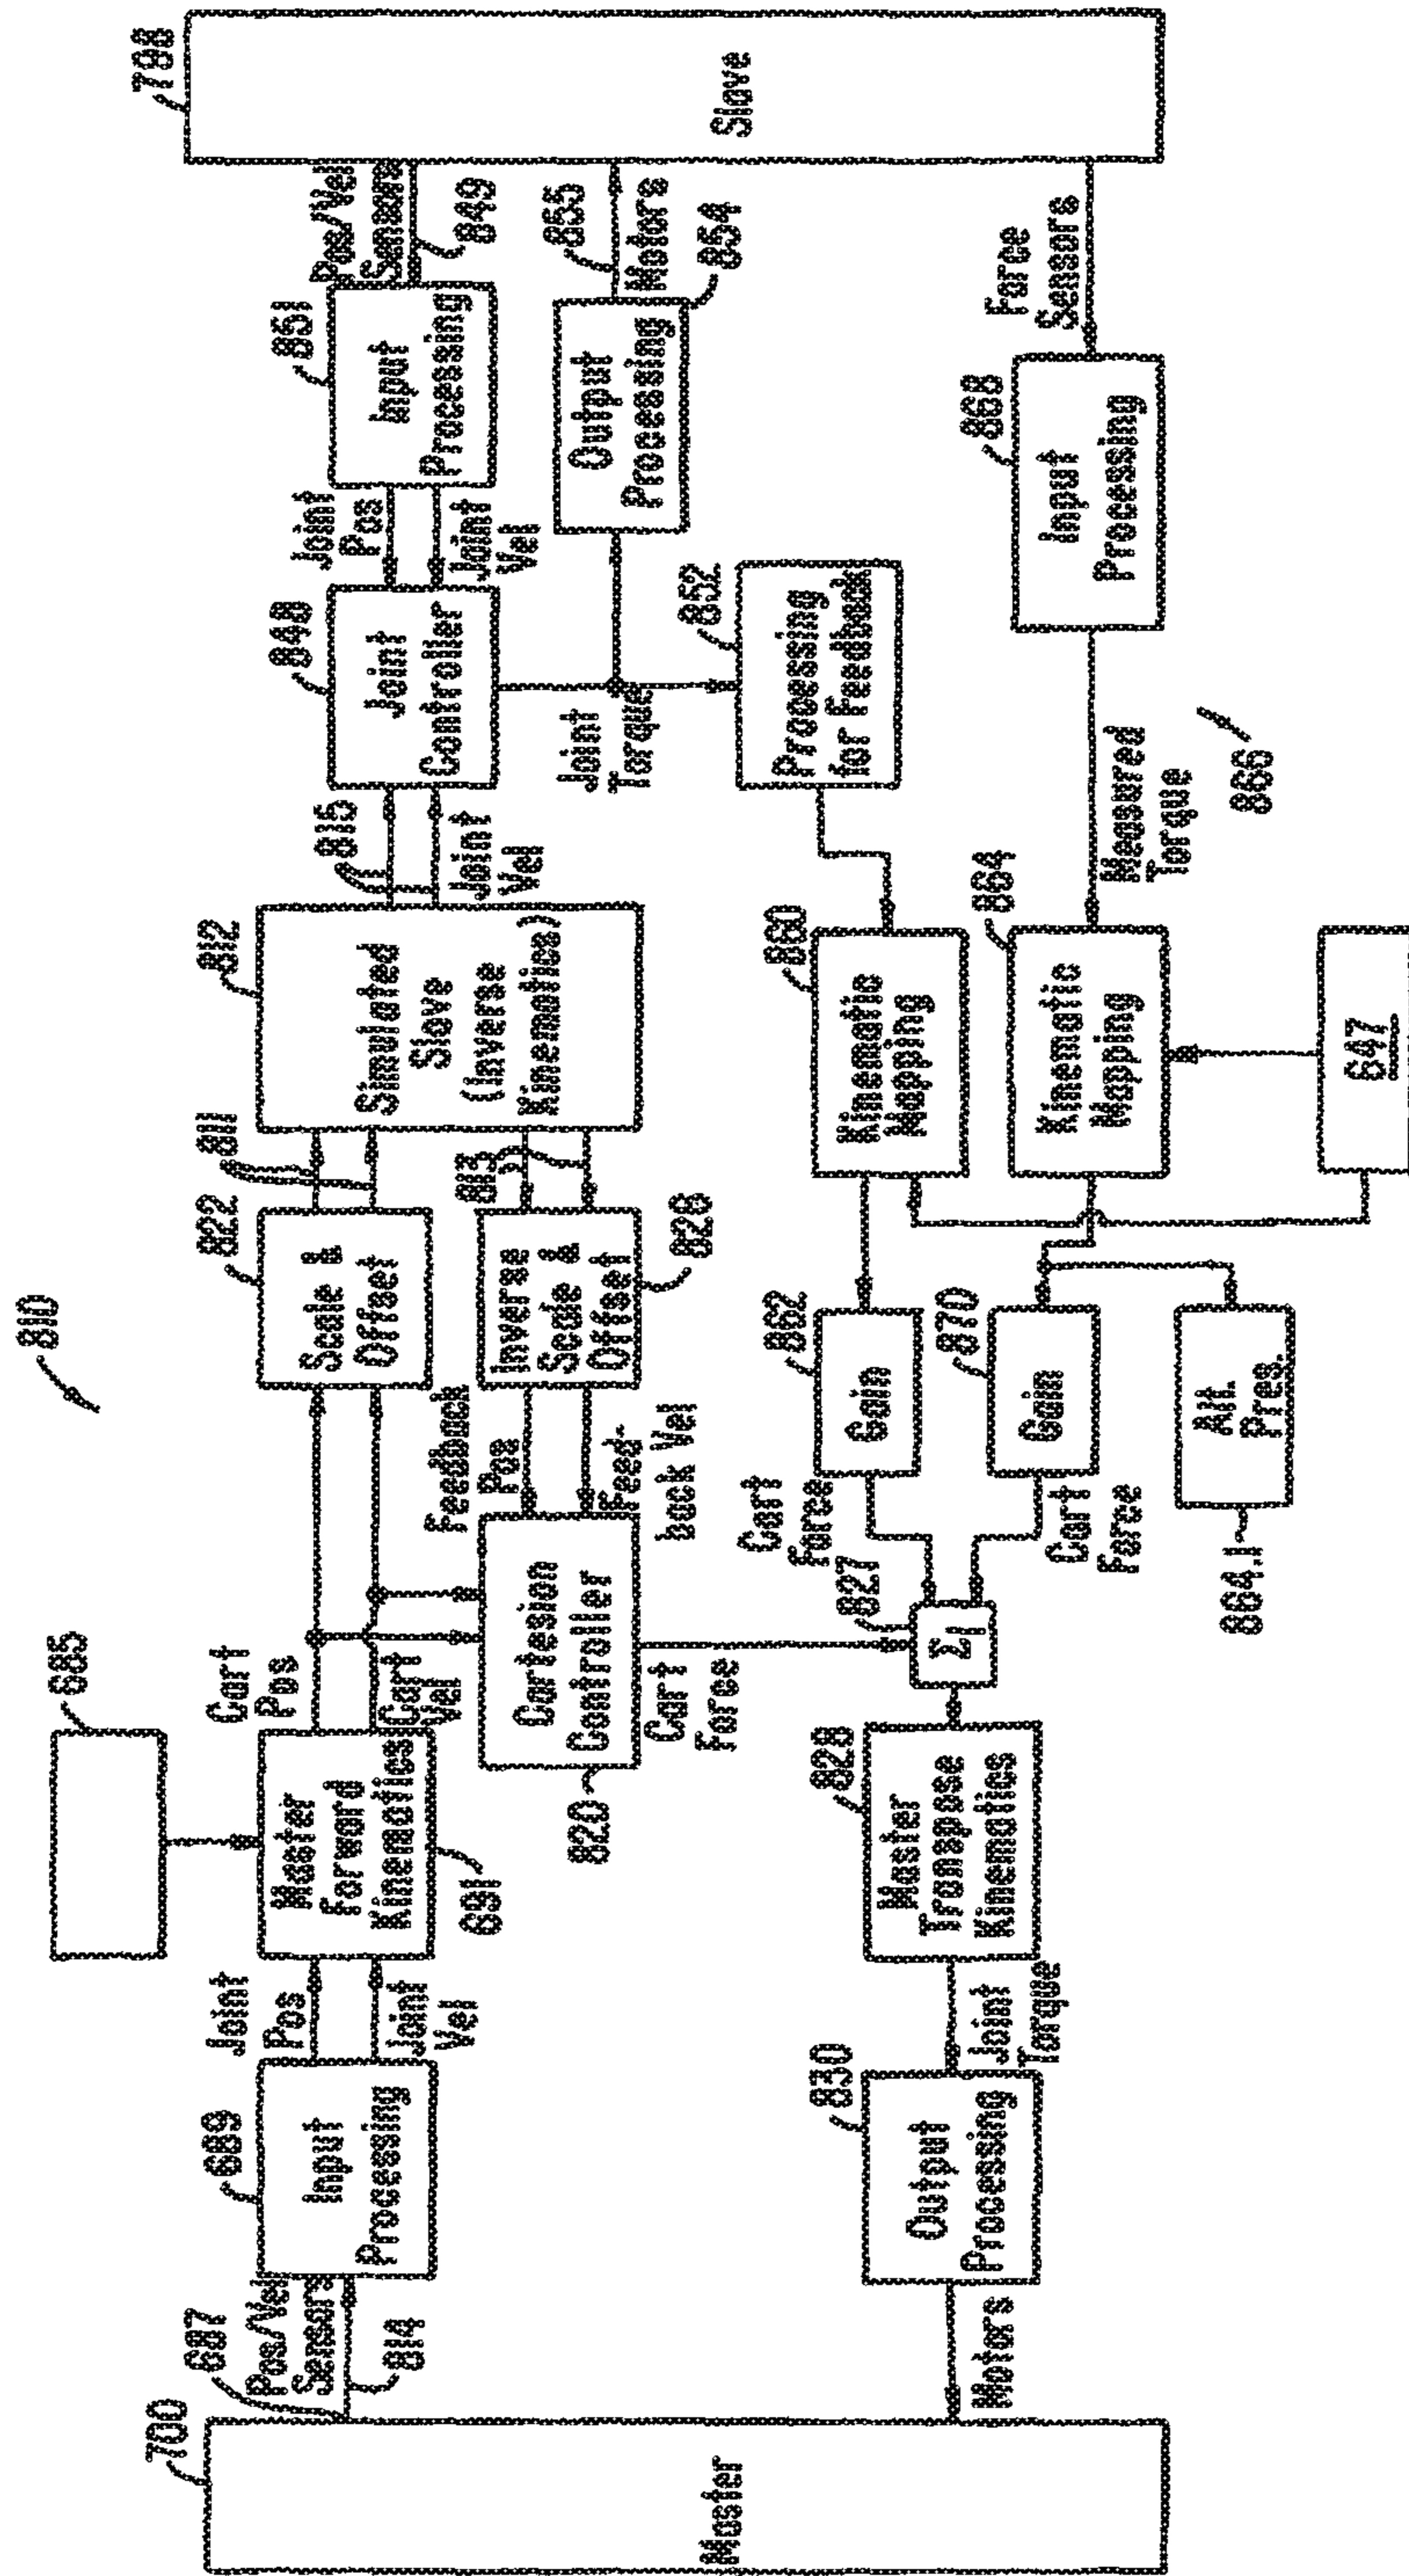 810
700
Master
687
Pos/Vel
Sensors
814
689
Input
Processing
Joint
Pos
Joint
Vel
685
Master
Forward
Kinematics
691
Cart
Pos
Cart
Vel
820
Cartesian
Controller
Cart
Force
Feedback
Pos
Feed-
back Vel
822
Scale &
Offset
Inverse
Scale &
Offset
826
811
813
812
Simulated
Slave
(Inverse
Kinematics)
815
Joint
Vel
848
Joint
Controller
Joint
Pos
Joint
Vel
851
Input
Processing
Pos/Vel
Sensors
849
798
Slave
Joint
Torque
Output
Processing
854
855
Motors
852
Processing
for Feedback
860
Kinematic
Mapping
862
Gain
Cart
Force
827
Σ1
828
Master
Transpose
Kinematics
Joint
Torque
830
Output
Processing
Motors
864
Kinematic
Mapping
870
Gain
Cart
Force
Alt.
Pres.
864.1
847
Measured
Torque
866
868
Input
Processing
Force
Sensors